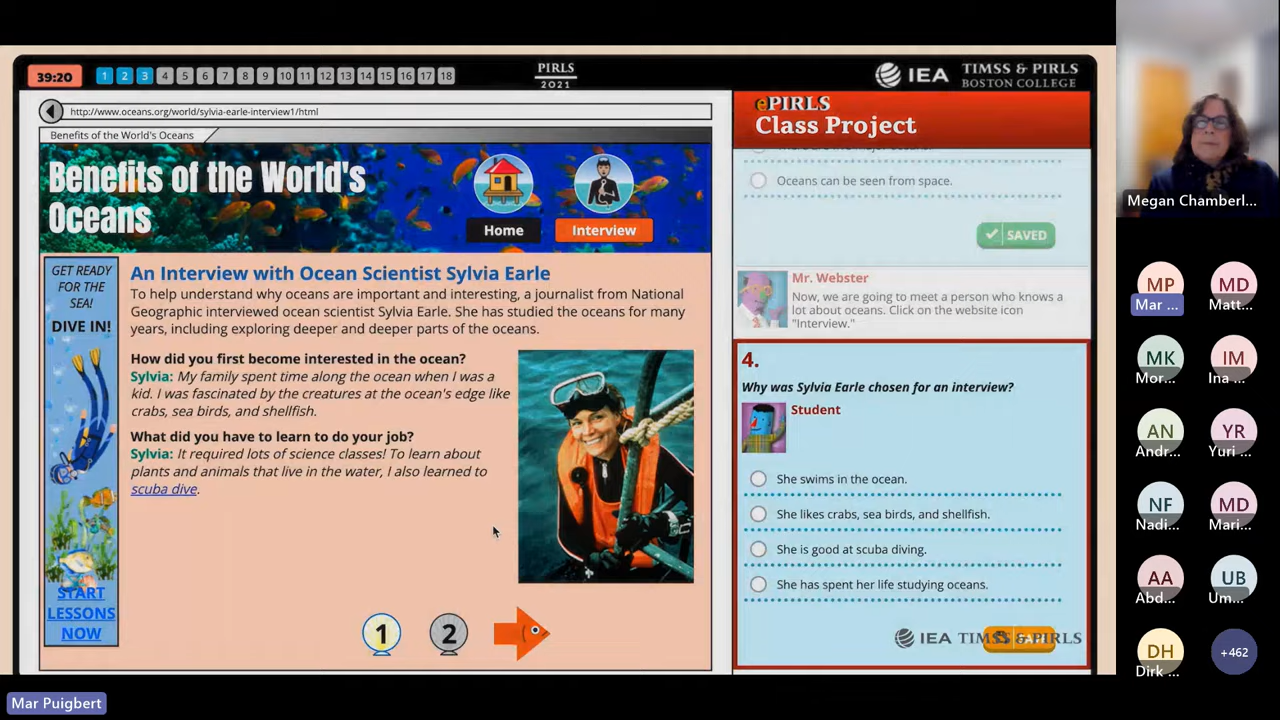 39:20
1 2 3 4 5 6 7 8 9 10 11 12 13 14 15 16 17 18
PIRLS
2021
IEA
TIMSS & PIRLS
BOSTON COLLEGE
http://www.oceans.org/world/sylvia-earle-interview1/html
Benefits of the World's Oceans
Benefits of the World's
Oceans
Home
Interview
GET READY
FOR THE
SEA!
DIVE IN!
START
LESSONS
NOW
An Interview with Ocean Scientist Sylvia Earle
To help understand why oceans are important and interesting, a journalist from National
Geographic interviewed ocean scientist Sylvia Earle. She has studied the oceans for many
years, including exploring deeper and deeper parts of the oceans.
How did you first become interested in the ocean?
Sylvia: My family spent time along the ocean when I was a
kid. I was fascinated by the creatures at the ocean's edge like
crabs, sea birds, and shellfish.
What did you have to learn to do your job?
Sylvia: It required lots of science classes! To learn about
plants and animals that live in the water, I also learned to
scuba dive.
1 2
ePIRLS
Class Project
Oceans can be seen from space.
SAVED
Mr. Webster
Now, we are going to meet a person who knows a
lot about oceans. Click on the website icon
"Interview."
4.
Why was Sylvia Earle chosen for an interview?
Student
She swims in the ocean.
She likes crabs, sea birds, and shellfish.
She is good at scuba diving.
She has spent her life studying oceans.
IEA TIMSS & PIRLS
Megan Chamberl...
MP
Mar ...
MD
Matt...
MK
Mor...
IM
Ina ...
AN
Andr...
YR
Yuri ...
NF
Nadi...
MD
Mari...
AA
Abd...
UB
Um...
DH
Dirk ...
+462
Mar Puigbert